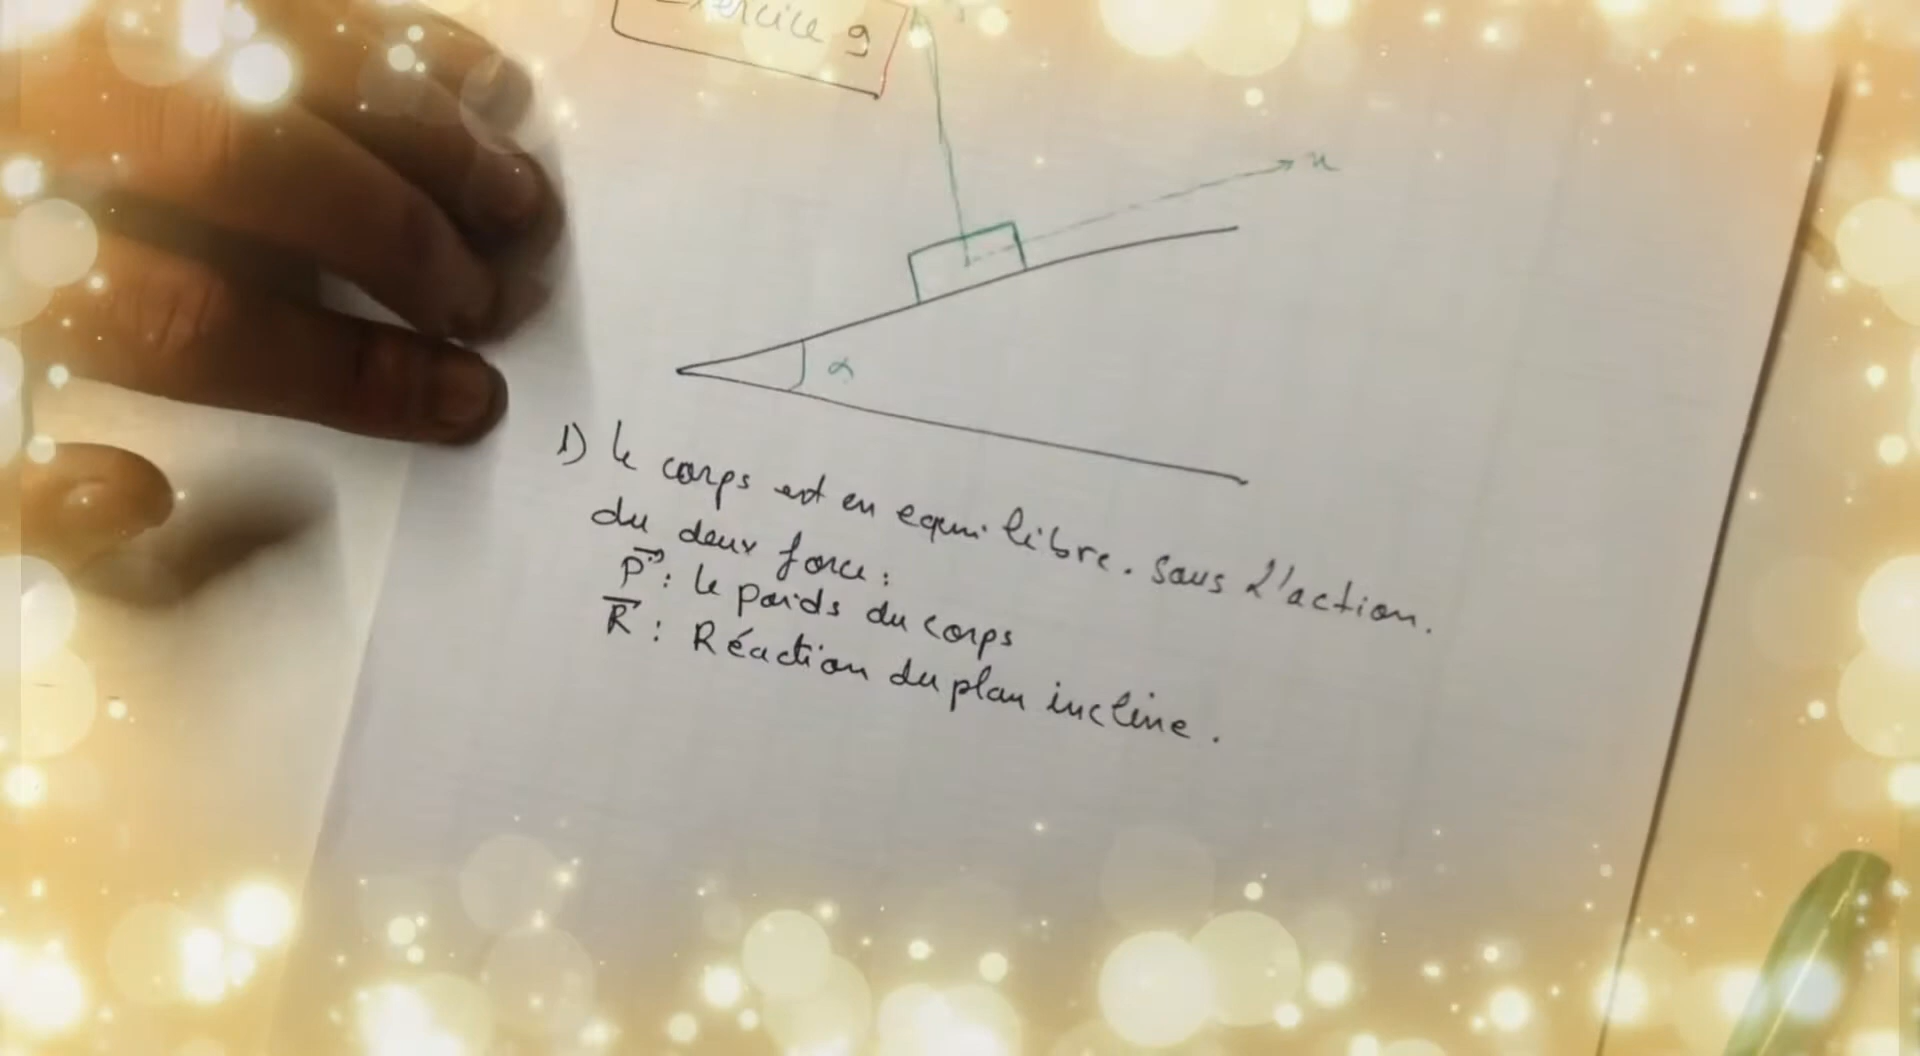 Exercice 9
x
α
1) le corps est en equilibre. Sous l'action.
du deux force :
P⃗ : le poids du corps
R⃗ : Réaction du plan incline.